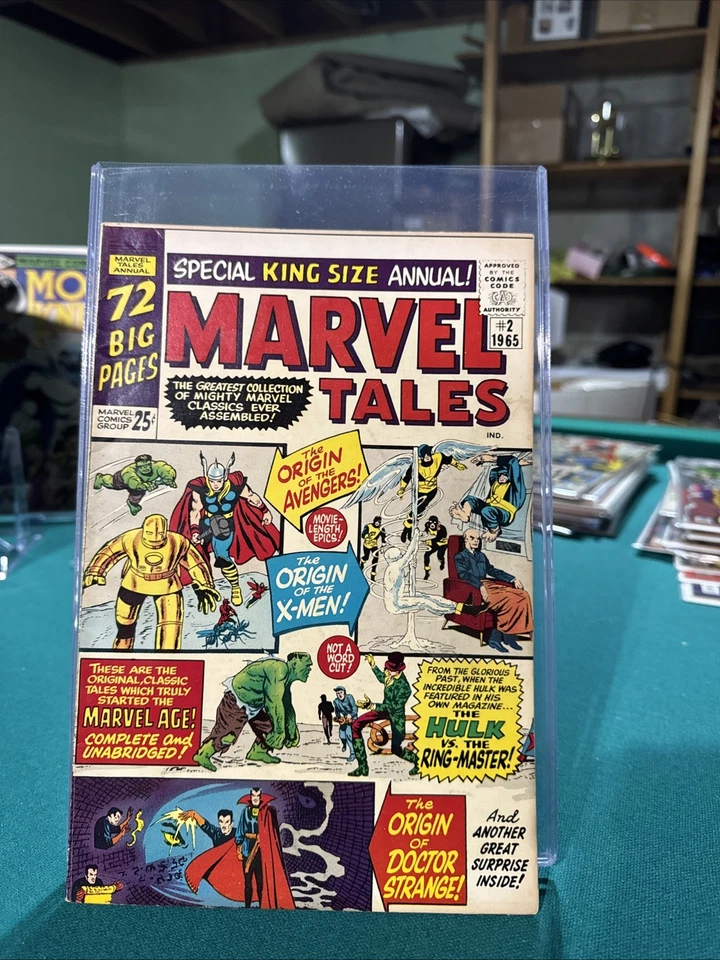 MARVEL
TALES
ANNUAL
72
BIG
PAGES
MARVEL
COMICS
GROUP
25¢
SPECIAL KING SIZE ANNUAL!
MARVEL
TALES
THE GREATEST COLLECTION
OF MIGHTY MARVEL
CLASSICS EVER
ASSEMBLED!
APPROVED
BY THE
COMICS
CODE
AUTHORITY
#2
1965
IND.
The
ORIGIN
OF THE
AVENGERS!
MOVIE-
LENGTH
EPICS!
The
ORIGIN
OF THE
X-MEN!
NOT A
WORD
CUT!
THESE ARE THE
ORIGINAL, CLASSIC
TALES WHICH TRULY
STARTED THE
MARVEL AGE!
COMPLETE and
UNABRIDGED!
FROM THE GLORIOUS
PAST, WHEN THE
INCREDIBLE HULK WAS
FEATURED IN HIS
OWN MAGAZINE...
THE
HULK
VS. THE
RING-MASTER!
The
ORIGIN
OF
DOCTOR
STRANGE!
And
ANOTHER
GREAT
SURPRISE
INSIDE!
MO